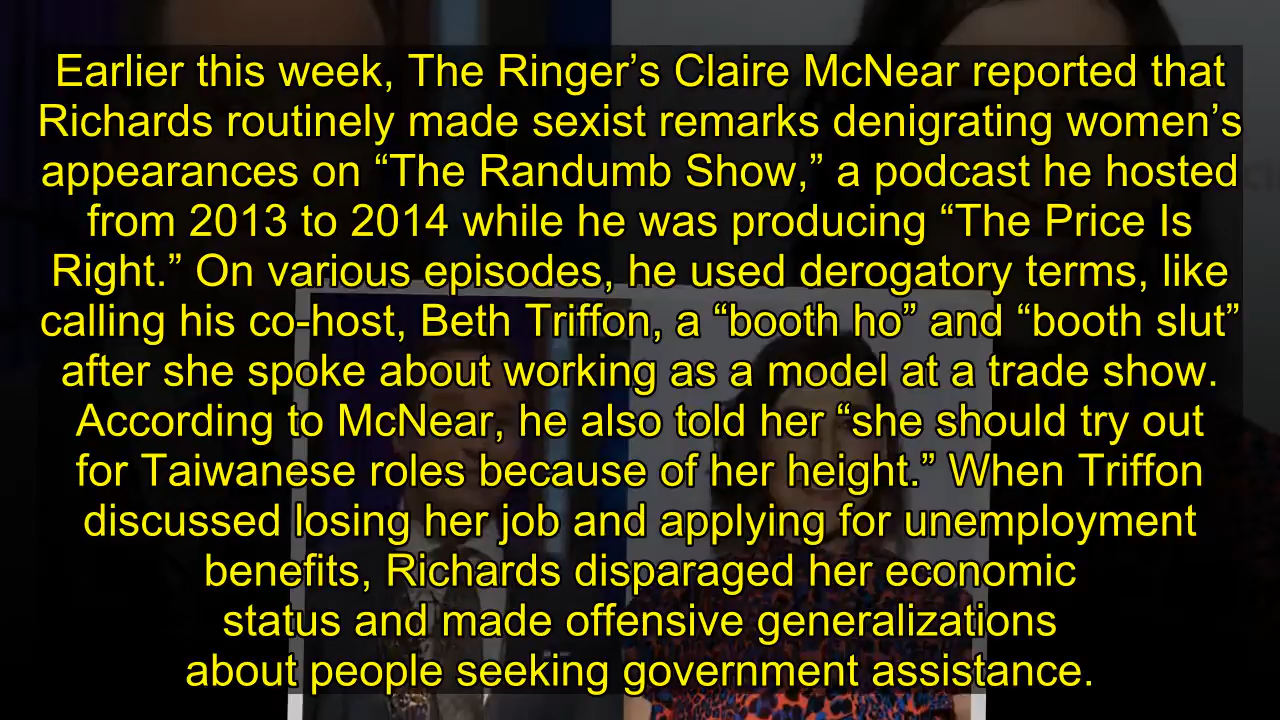 Earlier this week, The Ringer’s Claire McNear reported that
Richards routinely made sexist remarks denigrating women’s
appearances on “The Randumb Show,” a podcast he hosted
from 2013 to 2014 while he was producing “The Price Is
Right.” On various episodes, he used derogatory terms, like
calling his co-host, Beth Triffon, a “booth ho” and “booth slut”
after she spoke about working as a model at a trade show.
According to McNear, he also told her “she should try out
for Taiwanese roles because of her height.” When Triffon
discussed losing her job and applying for unemployment
benefits, Richards disparaged her economic
status and made offensive generalizations
about people seeking government assistance.